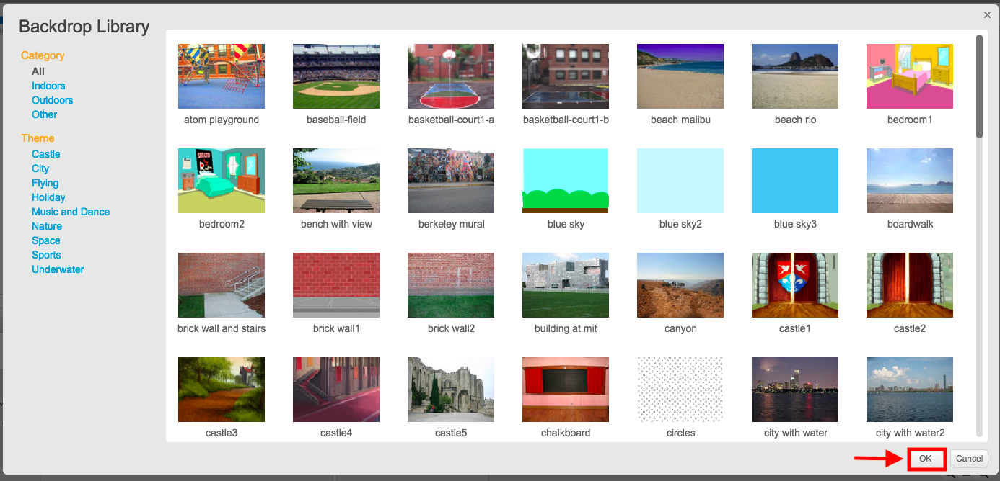 Backdrop Library
Category
All
Indoors
Outdoors
Other
Theme
Castle
City
Flying
Holiday
Music and Dance
Nature
Space
Sports
Underwater
atom playground
baseball-field
basketball-court1-a
basketball-court1-b
beach malibu
beach rio
bedroom1
bedroom2
bench with view
berkeley mural
blue sky
blue sky2
blue sky3
boardwalk
brick wall and stairs
brick wall1
brick wall2
building at mit
canyon
castle1
castle2
castle3
castle4
castle5
chalkboard
circles
city with water
city with water2
OK
Cancel